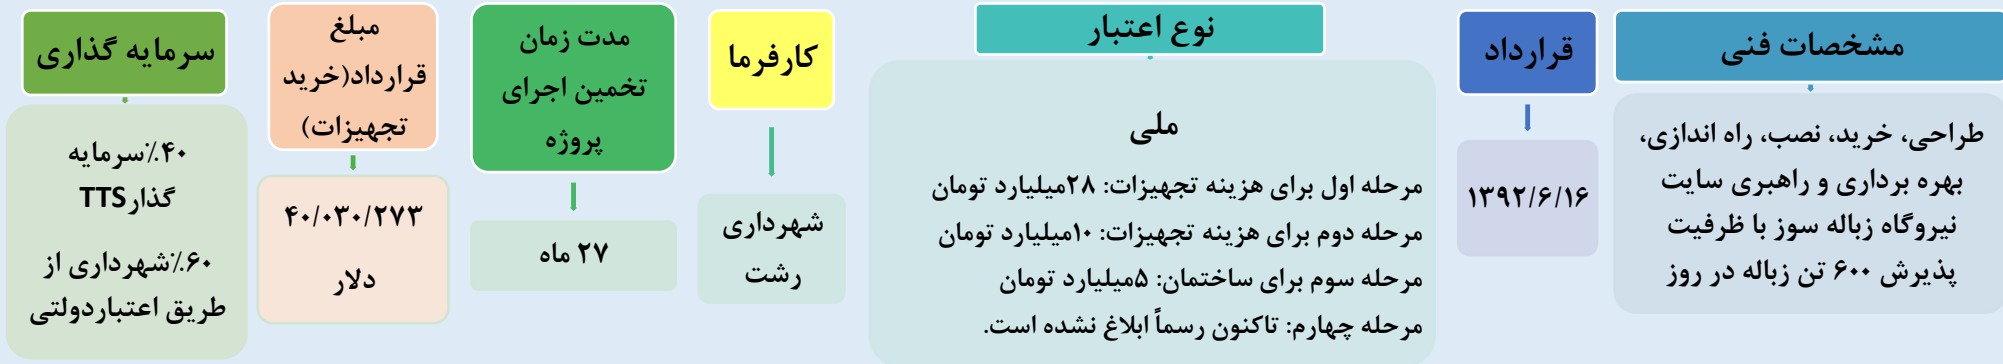 مشخصات فنی
طراحی، خرید، نصب، راه اندازی،
بهره برداری و راهبری سایت
نیروگاه زباله سوز با ظرفیت
پذیرش ۶۰۰ تن زباله در روز
قرارداد
۱۳۹۲/۶/۱۶
نوع اعتبار
ملی
مرحله اول برای هزینه تجهیزات: ۲۸میلیارد تومان
مرحله دوم برای هزینه تجهیزات: ۱۰میلیارد تومان
مرحله سوم برای ساختمان: ۵میلیارد تومان
مرحله چهارم: تاکنون رسماً ابلاغ نشده است.
کارفرما
شهرداری
رشت
مدت زمان
تخمین اجرای
پروژه
۲۷ ماه
مبلغ
قرارداد(خرید
تجهیزات)
۴۰/۰۳۰/۲۷۳
دلار
سرمایه گذاری
۴۰٪سرمایه
گذارTTS
۶۰٪شهرداری از
طریق اعتباردولتی